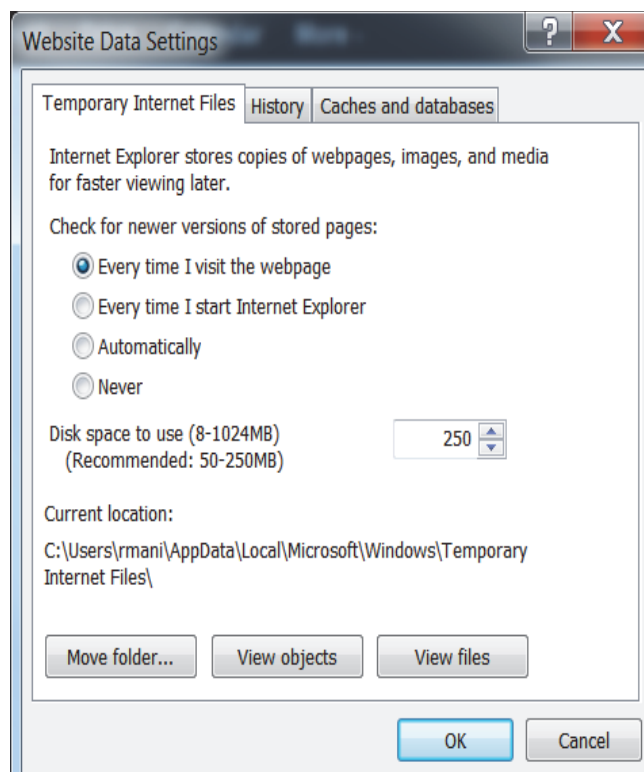 Website Data Settings
?
X
Temporary Internet Files
History
Caches and databases
Internet Explorer stores copies of webpages, images, and media
for faster viewing later.
Check for newer versions of stored pages:
Every time I visit the webpage
Every time I start Internet Explorer
Automatically
Never
Disk space to use (8-1024MB)
250
(Recommended: 50-250MB)
Current location:
C:\Users\rmani\AppData\Local\Microsoft\Windows\Temporary
Internet Files\
Move folder...
View objects
View files
OK
Cancel